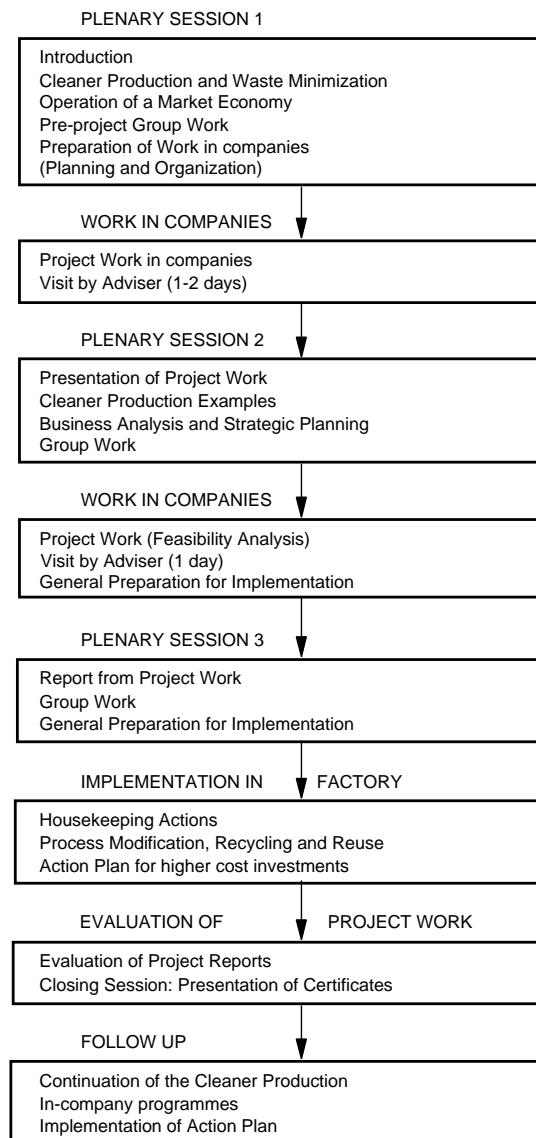 PLENARY SESSION 1
Introduction
Cleaner Production and Waste Minimization
Operation of a Market Economy
Pre-project Group Work
Preparation of Work in companies
(Planning and Organization)
WORK IN COMPANIES
Project Work in companies
Visit by Adviser (1-2 days)
PLENARY SESSION 2
Presentation of Project Work
Cleaner Production Examples
Business Analysis and Strategic Planning
Group Work
WORK IN COMPANIES
Project Work (Feasibility Analysis)
Visit by Adviser (1 day)
General Preparation for Implementation
PLENARY SESSION 3
Report from Project Work
Group Work
General Preparation for Implementation
IMPLEMENTATION IN FACTORY
Housekeeping Actions
Process Modification, Recycling and Reuse
Action Plan for higher cost investments
EVALUATION OF PROJECT WORK
Evaluation of Project Reports
Closing Session: Presentation of Certificates
FOLLOW UP
Continuation of the Cleaner Production
In-company programmes
Implementation of Action Plan